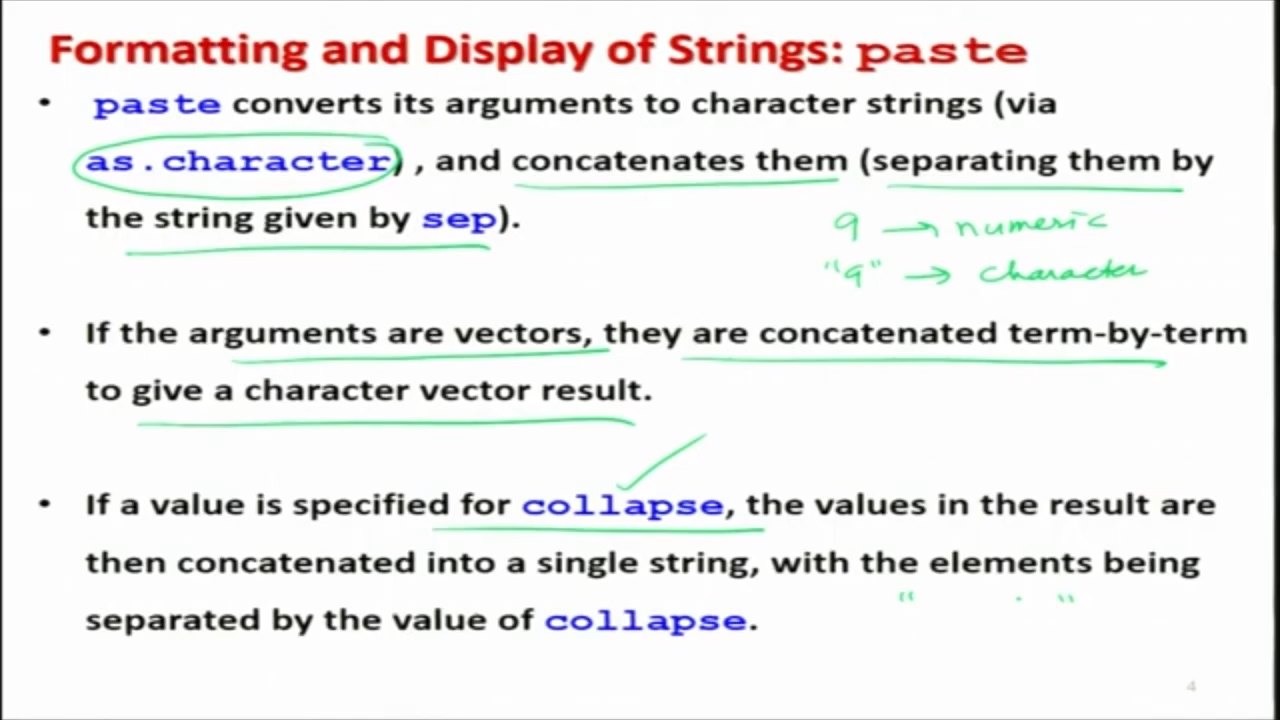 Formatting and Display of Strings: paste
• paste converts its arguments to character strings (via
as.character) , and concatenates them (separating them by
the string given by sep).
9 → numeric
"9" → character
• If the arguments are vectors, they are concatenated term-by-term
to give a character vector result.
• If a value is specified for collapse, the values in the result are
then concatenated into a single string, with the elements being
" . "
separated by the value of collapse.
4